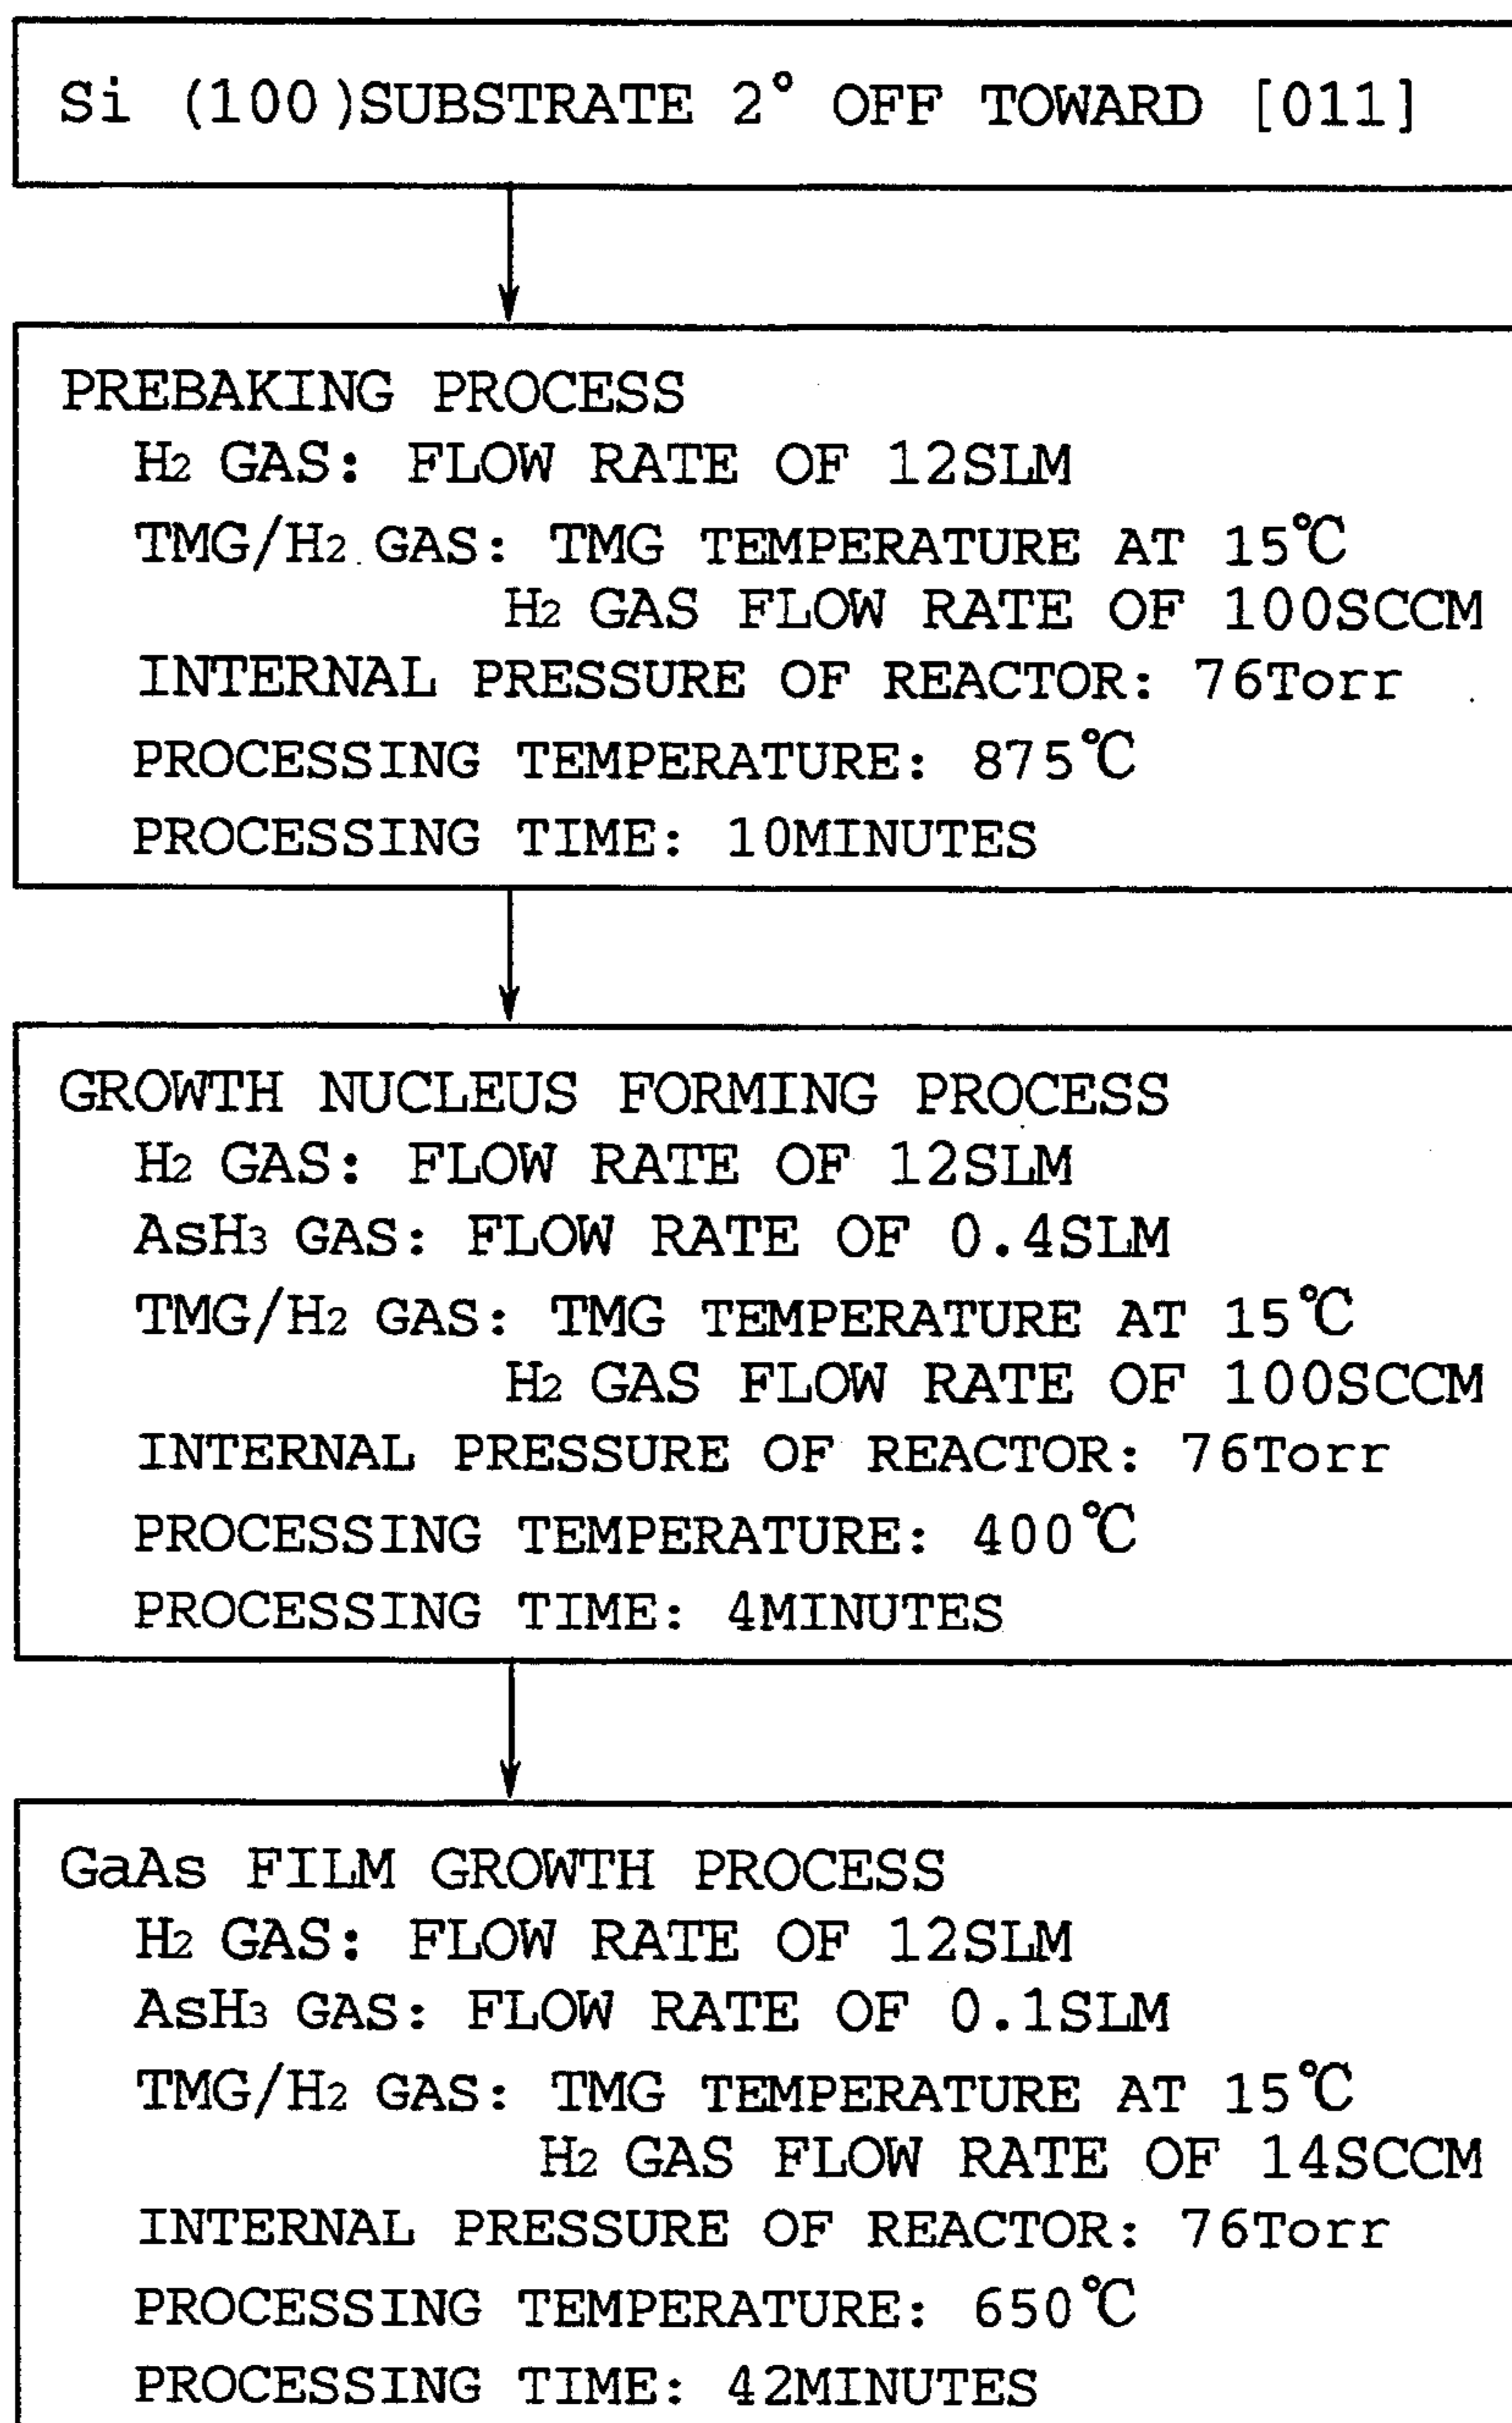 Si (100)SUBSTRATE 2° OFF TOWARD [011]
PREBAKING PROCESS
H2 GAS: FLOW RATE OF 12SLM
TMG/H2 GAS: TMG TEMPERATURE AT 15℃
H2 GAS FLOW RATE OF 100SCCM
INTERNAL PRESSURE OF REACTOR: 76Torr
PROCESSING TEMPERATURE: 875℃
PROCESSING TIME: 10MINUTES
GROWTH NUCLEUS FORMING PROCESS
H2 GAS: FLOW RATE OF 12SLM
AsH3 GAS: FLOW RATE OF 0.4SLM
TMG/H2 GAS: TMG TEMPERATURE AT 15℃
H2 GAS FLOW RATE OF 100SCCM
INTERNAL PRESSURE OF REACTOR: 76Torr
PROCESSING TEMPERATURE: 400℃
PROCESSING TIME: 4MINUTES
GaAs FILM GROWTH PROCESS
H2 GAS: FLOW RATE OF 12SLM
AsH3 GAS: FLOW RATE OF 0.1SLM
TMG/H2 GAS: TMG TEMPERATURE AT 15℃
H2 GAS FLOW RATE OF 14SCCM
INTERNAL PRESSURE OF REACTOR: 76Torr
PROCESSING TEMPERATURE: 650℃
PROCESSING TIME: 42MINUTES